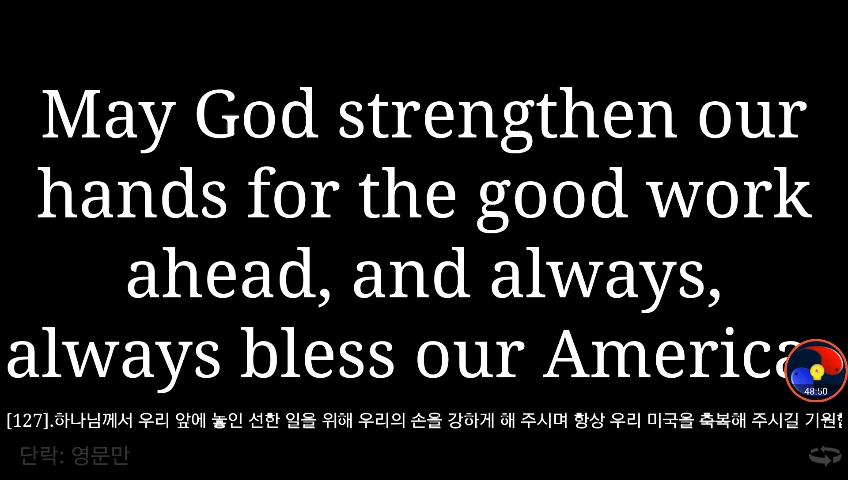 May God strengthen our
hands for the good work
ahead, and always,
always bless our America
[127].하나님께서 우리 앞에 놓인 선한 일을 위해 우리의 손을 강하게 해 주시며 항상 우리 미국을 축복해 주시길
48:50
단락: 영문만